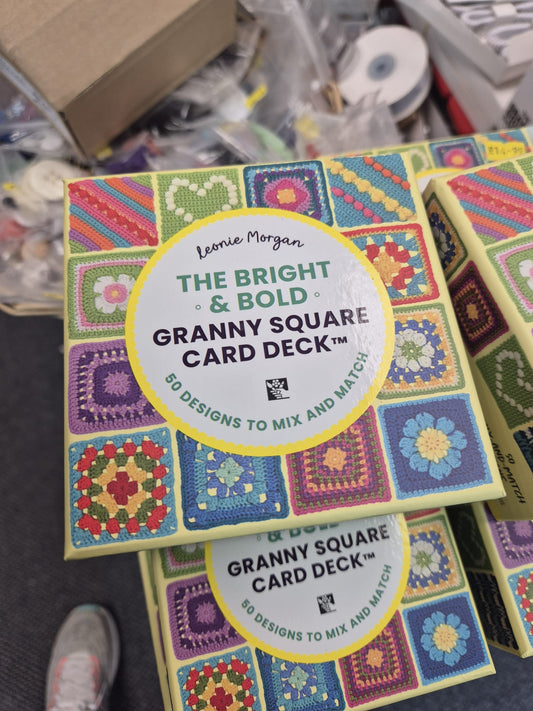 Leonie Morgan
THE BRIGHT
& BOLD
GRANNY SQUARE
CARD DECK™
50 DESIGNS TO MIX AND MATCH
& BOLD
GRANNY SQUARE
CARD DECK™
50 DESIGNS TO MIX AND MATCH
50